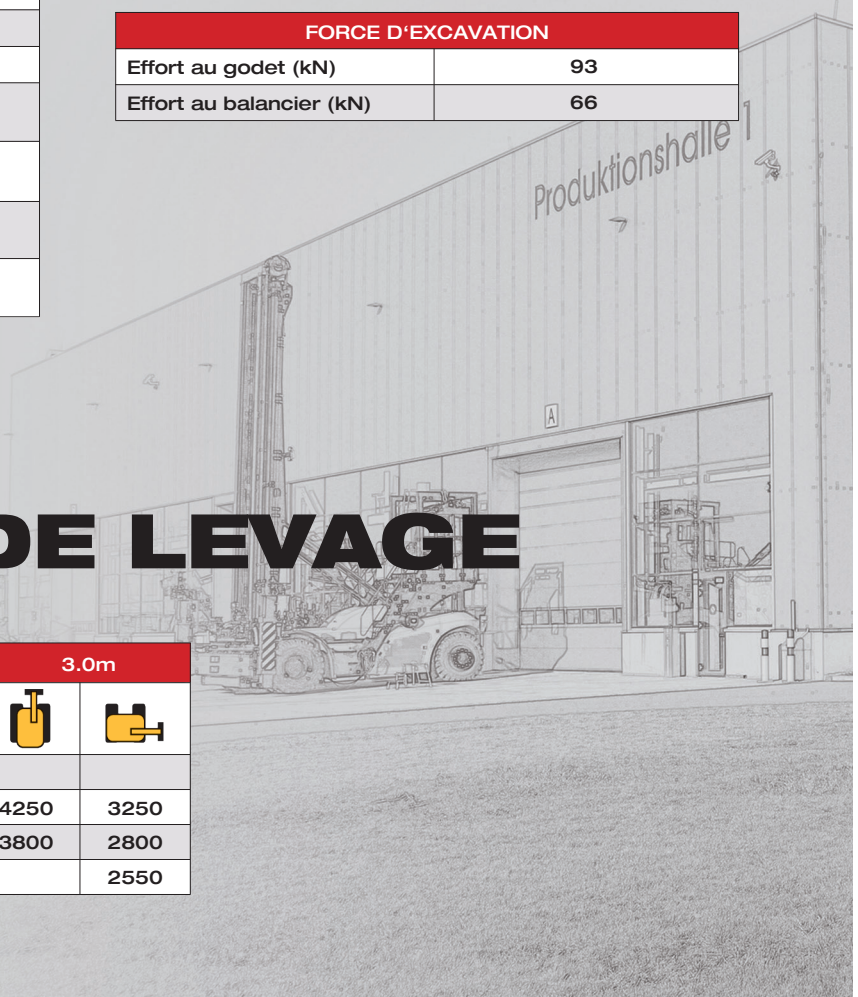 FORCE D‘EXCAVATION
Effort au godet (kN) 93
Effort au balancier (kN) 66
Produktionshalle 1
A
DE LEVAGE
3.0m
4250 3250
3800 2800
2550